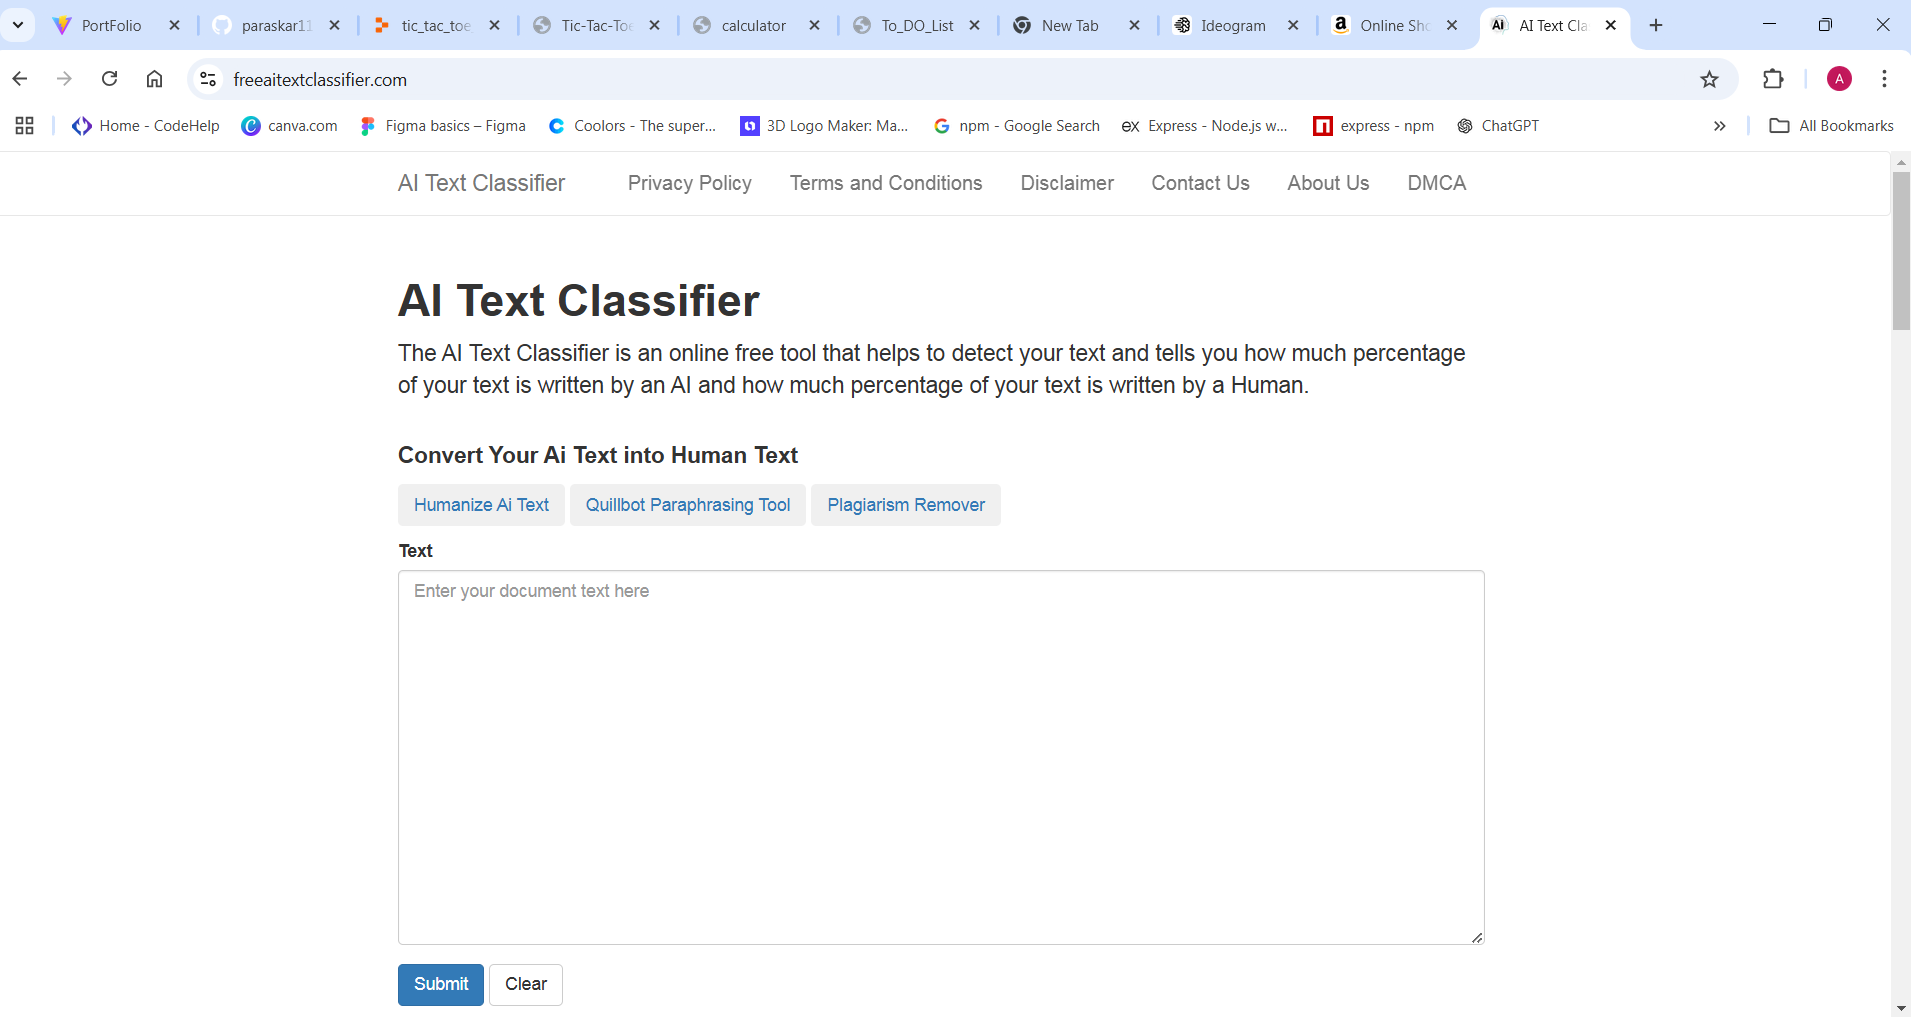 PortFolio
paraskar11
tic_tac_toe
Tic-Tac-Toe
calculator
To_DO_List
New Tab
Ideogram
Online Sho
AI Text Cla
freeaitextclassifier.com
A
Home - CodeHelp
canva.com
Figma basics – Figma
Coolors - The super...
3D Logo Maker: Ma...
npm - Google Search
ex Express - Node.js w...
express - npm
ChatGPT
All Bookmarks
AI Text Classifier
Privacy Policy
Terms and Conditions
Disclaimer
Contact Us
About Us
DMCA
AI Text Classifier
The AI Text Classifier is an online free tool that helps to detect your text and tells you how much percentage
of your text is written by an AI and how much percentage of your text is written by a Human.
Convert Your Ai Text into Human Text
Humanize Ai Text
Quillbot Paraphrasing Tool
Plagiarism Remover
Text
Enter your document text here
Submit
Clear